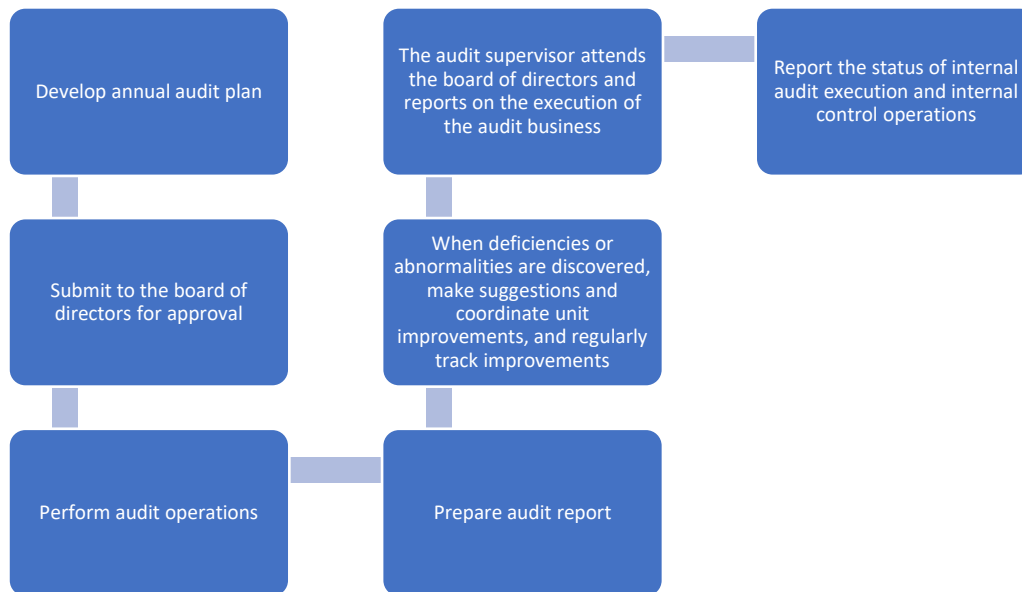 Develop annual audit plan
Submit to the board of
directors for approval
Perform audit operations
Prepare audit report
When deficiencies or
abnormalities are discovered,
make suggestions and
coordinate unit
improvements, and regularly
track improvements
The audit supervisor attends
the board of directors and
reports on the execution of
the audit business
Report the status of internal
audit execution and internal
control operations